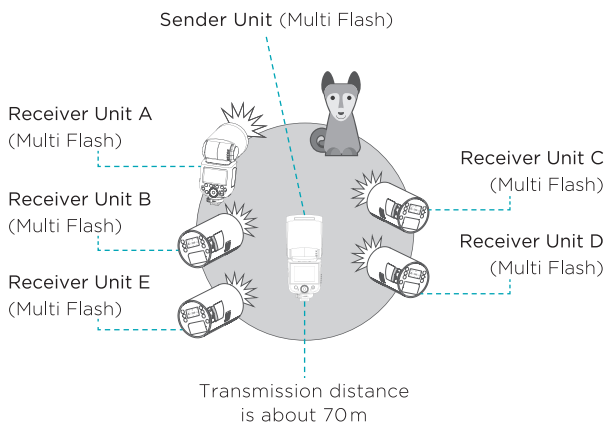 Sender Unit (Multi Flash)
Receiver Unit A
(Multi Flash)
Receiver Unit B
(Multi Flash)
Receiver Unit E
(Multi Flash)
Receiver Unit C
(Multi Flash)
Receiver Unit D
(Multi Flash)
Transmission distance
is about 70m